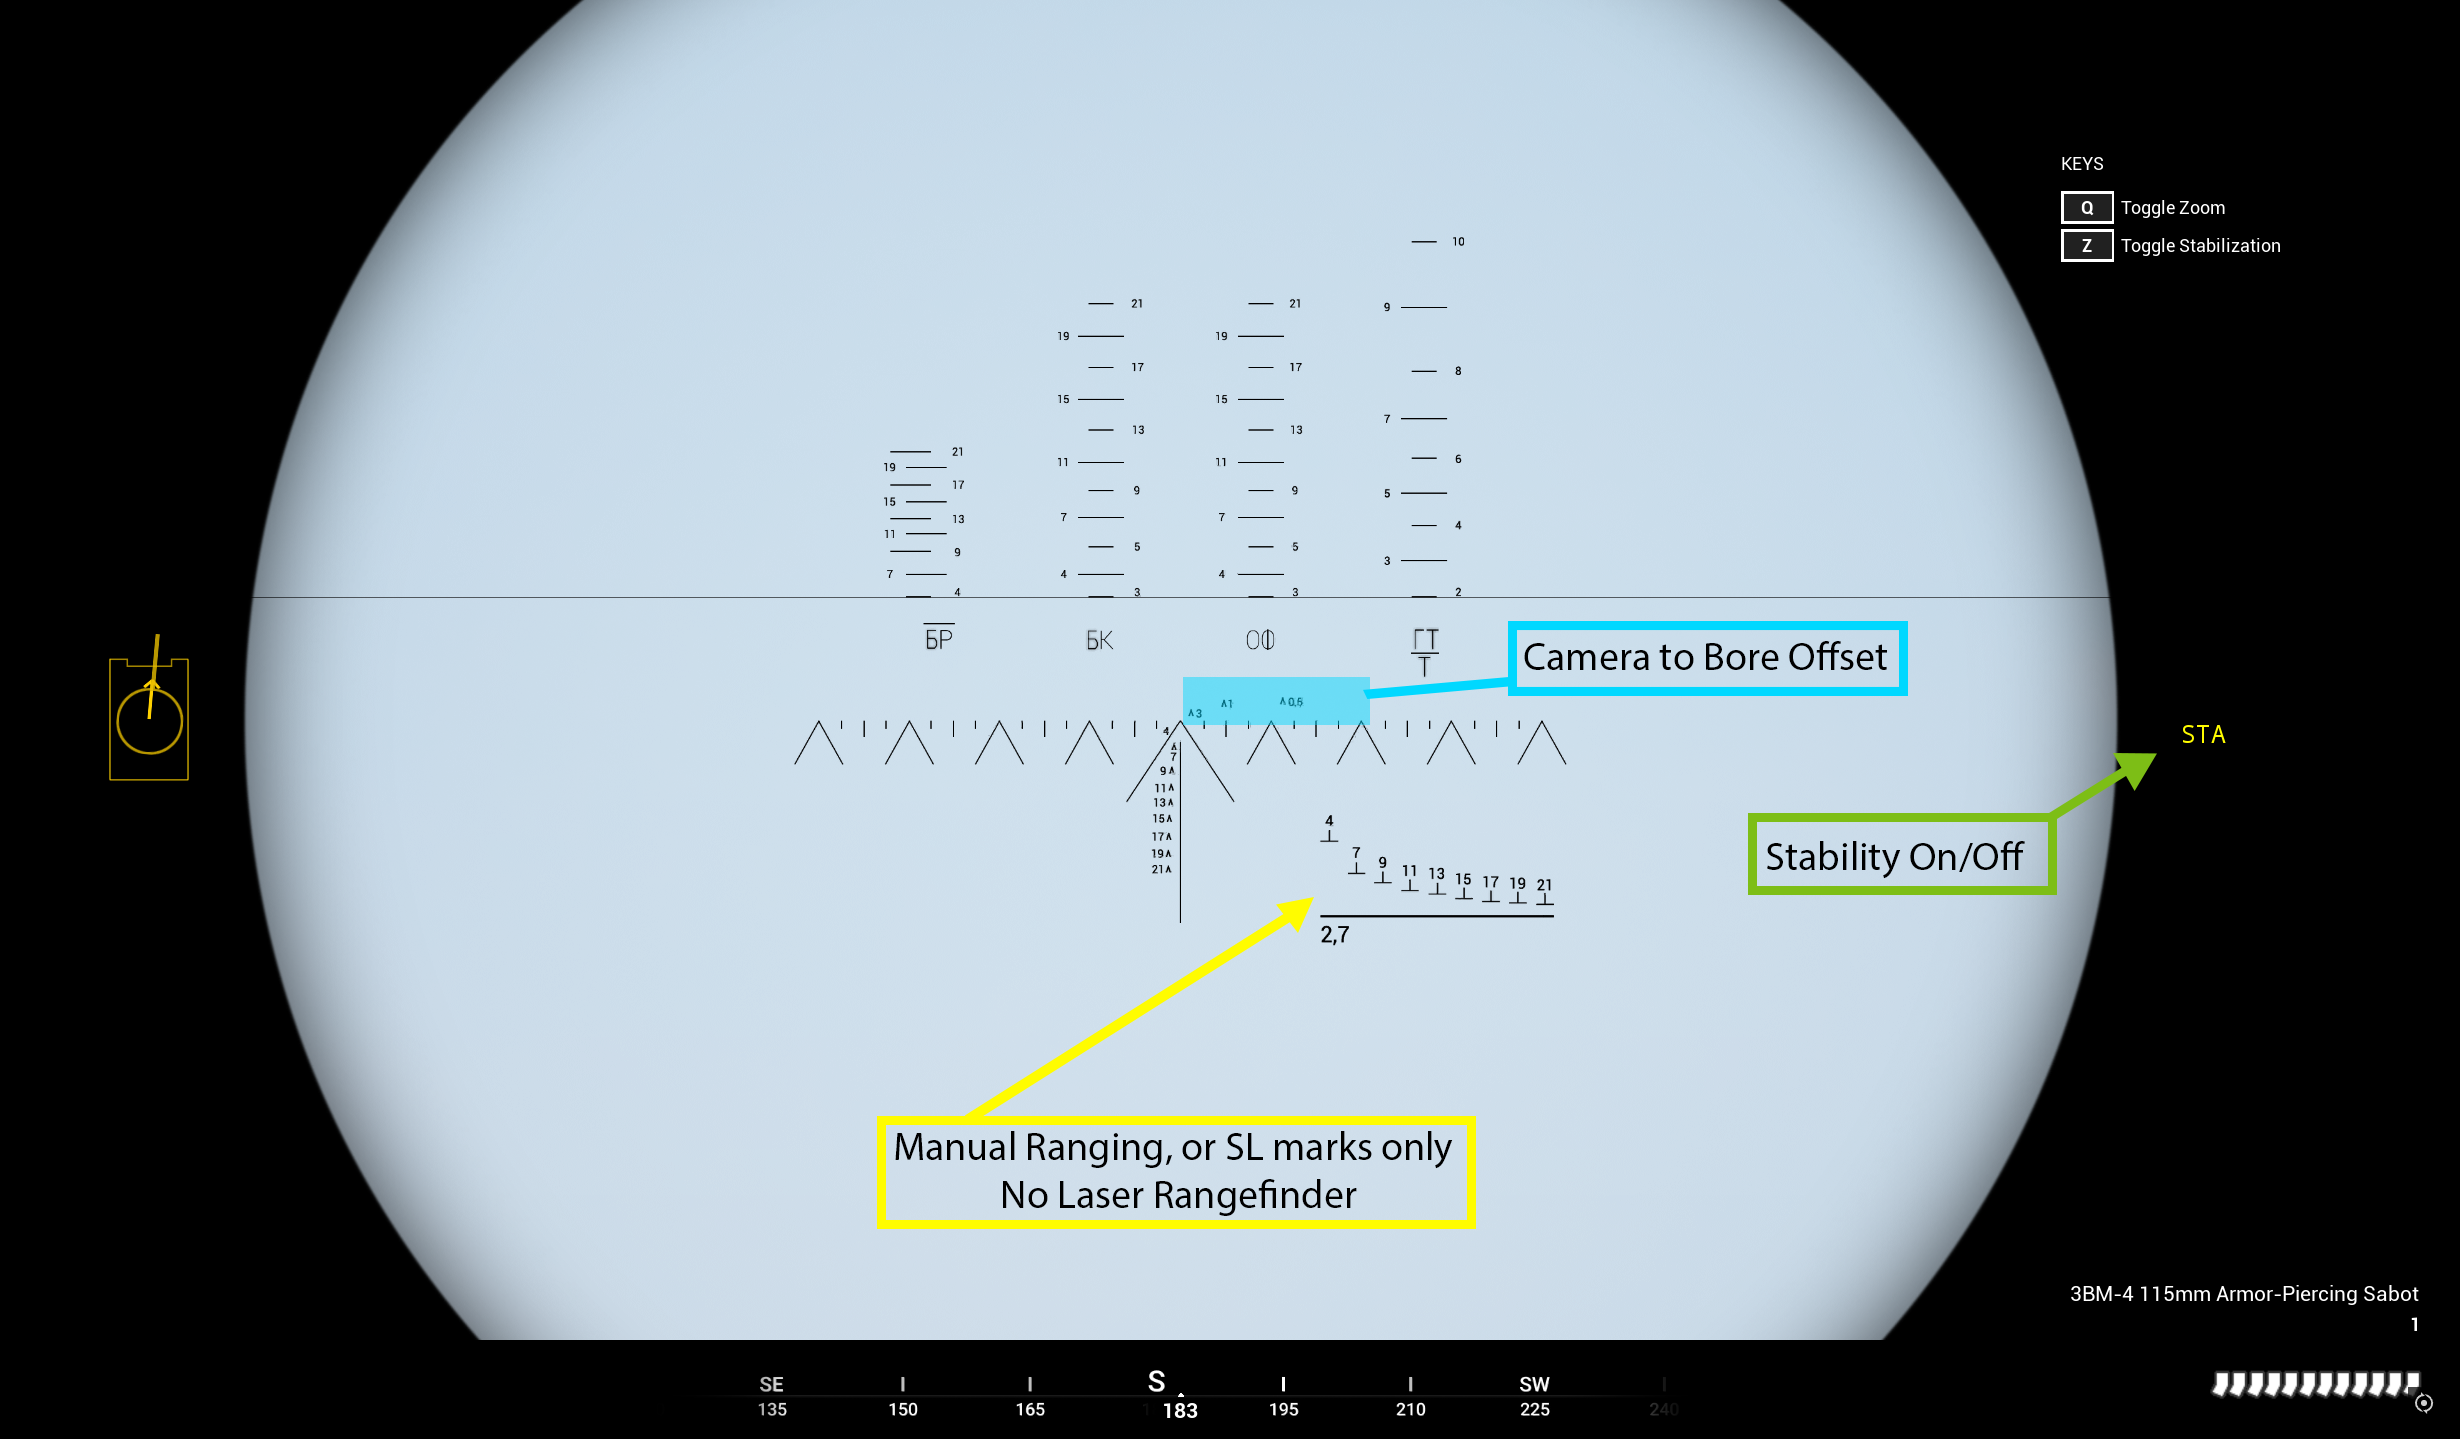 KEYS
Q Toggle Zoom
Z Toggle Stabilization
10
9
21 21
19 19
8
17 17
15 15
7
13 13
21
11 11 6
19
17 9 9 5
15
13 7 7 4
11
9 5 5 3
7 4 4
4 3 3 2
БР БК ОФ ГТ
Т
Camera to Bore Offset
3 1 0,5
4
STA
7
9
11
13
15
17
19
21
4
7
9
11 13
15 17 19 21
2,7
Stability On/Off
Manual Ranging, or SL marks only
No Laser Rangefinder
3BM-4 115mm Armor-Piercing Sabot
1
SE S SW
135 150 165 183 195 210 225 240